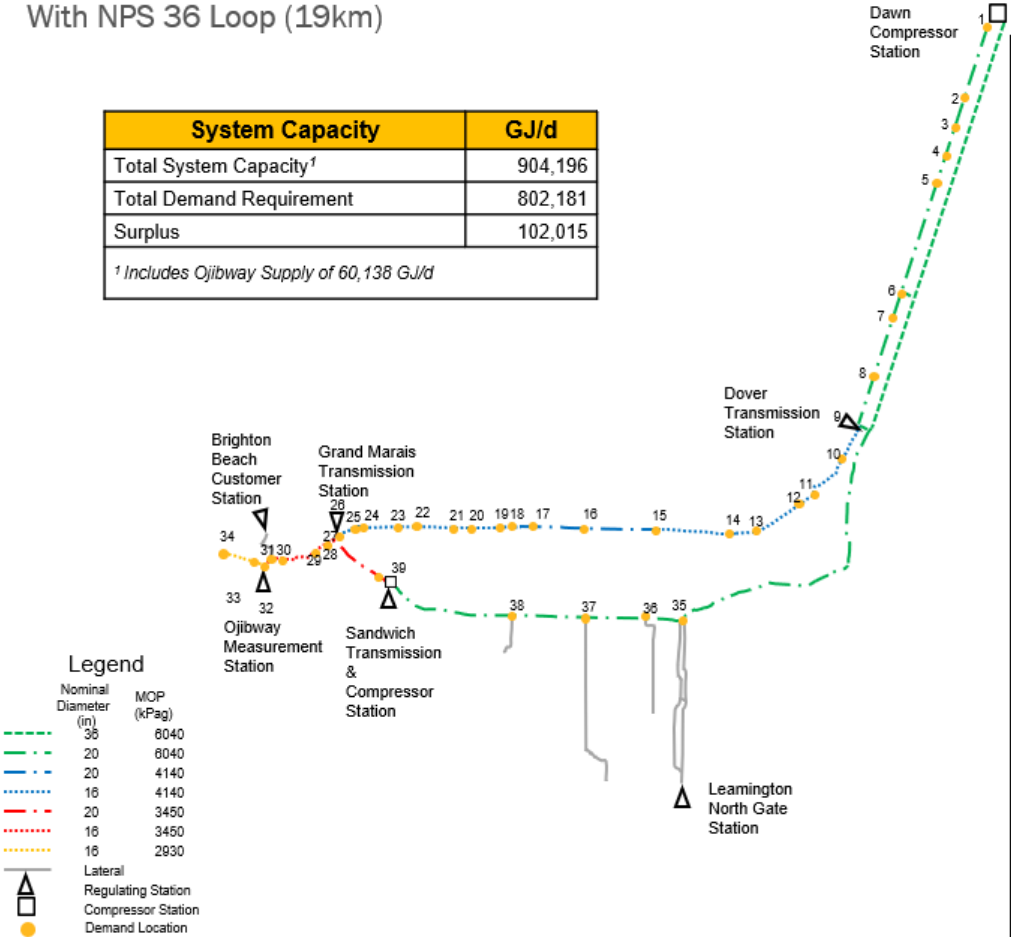 With NPS 36 Loop (19km)
Dawn
Compressor
Station
1
System Capacity GJ/d
Total System Capacity¹ 904,196
Total Demand Requirement 802,181
Surplus 102,015
¹ Includes Ojibway Supply of 60,138 GJ/d
2
3
4
5
6
7
8
Dover
Transmission
Station
9
10
11
12
13
14
15
16
17
1918
20
21
22
23
25 24
26
Grand Marais
Transmission
Station
Brighton
Beach
Customer
Station
27
28
29
3130
34
33
32
Ojibway
Measurement
Station
39
Sandwich
Transmission
&
Compressor
Station
38
37
36
35
Leamington
North Gate
Station
Legend
Nominal
Diameter
(in)
MOP
(kPag)
36 6040
20 6040
20 4140
16 4140
20 3450
16 3450
16 2930
Lateral
Regulating Station
Compressor Station
Demand Location